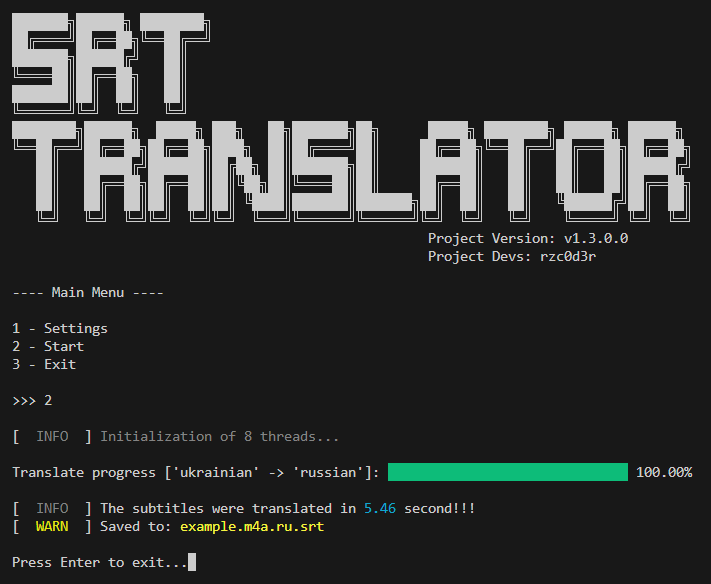 SRT
TRANSLATOR
Project Version: v1.3.0.0
Project Devs: rzc0d3r
---- Main Menu ----
1 - Settings
2 - Start
3 - Exit
>>> 2
[  INFO  ] Initialization of 8 threads...
Translate progress ['ukrainian' -> 'russian']: 100.00%
[  INFO  ] The subtitles were translated in 5.46 second!!!
[  WARN  ] Saved to: example.m4a.ru.srt
Press Enter to exit...